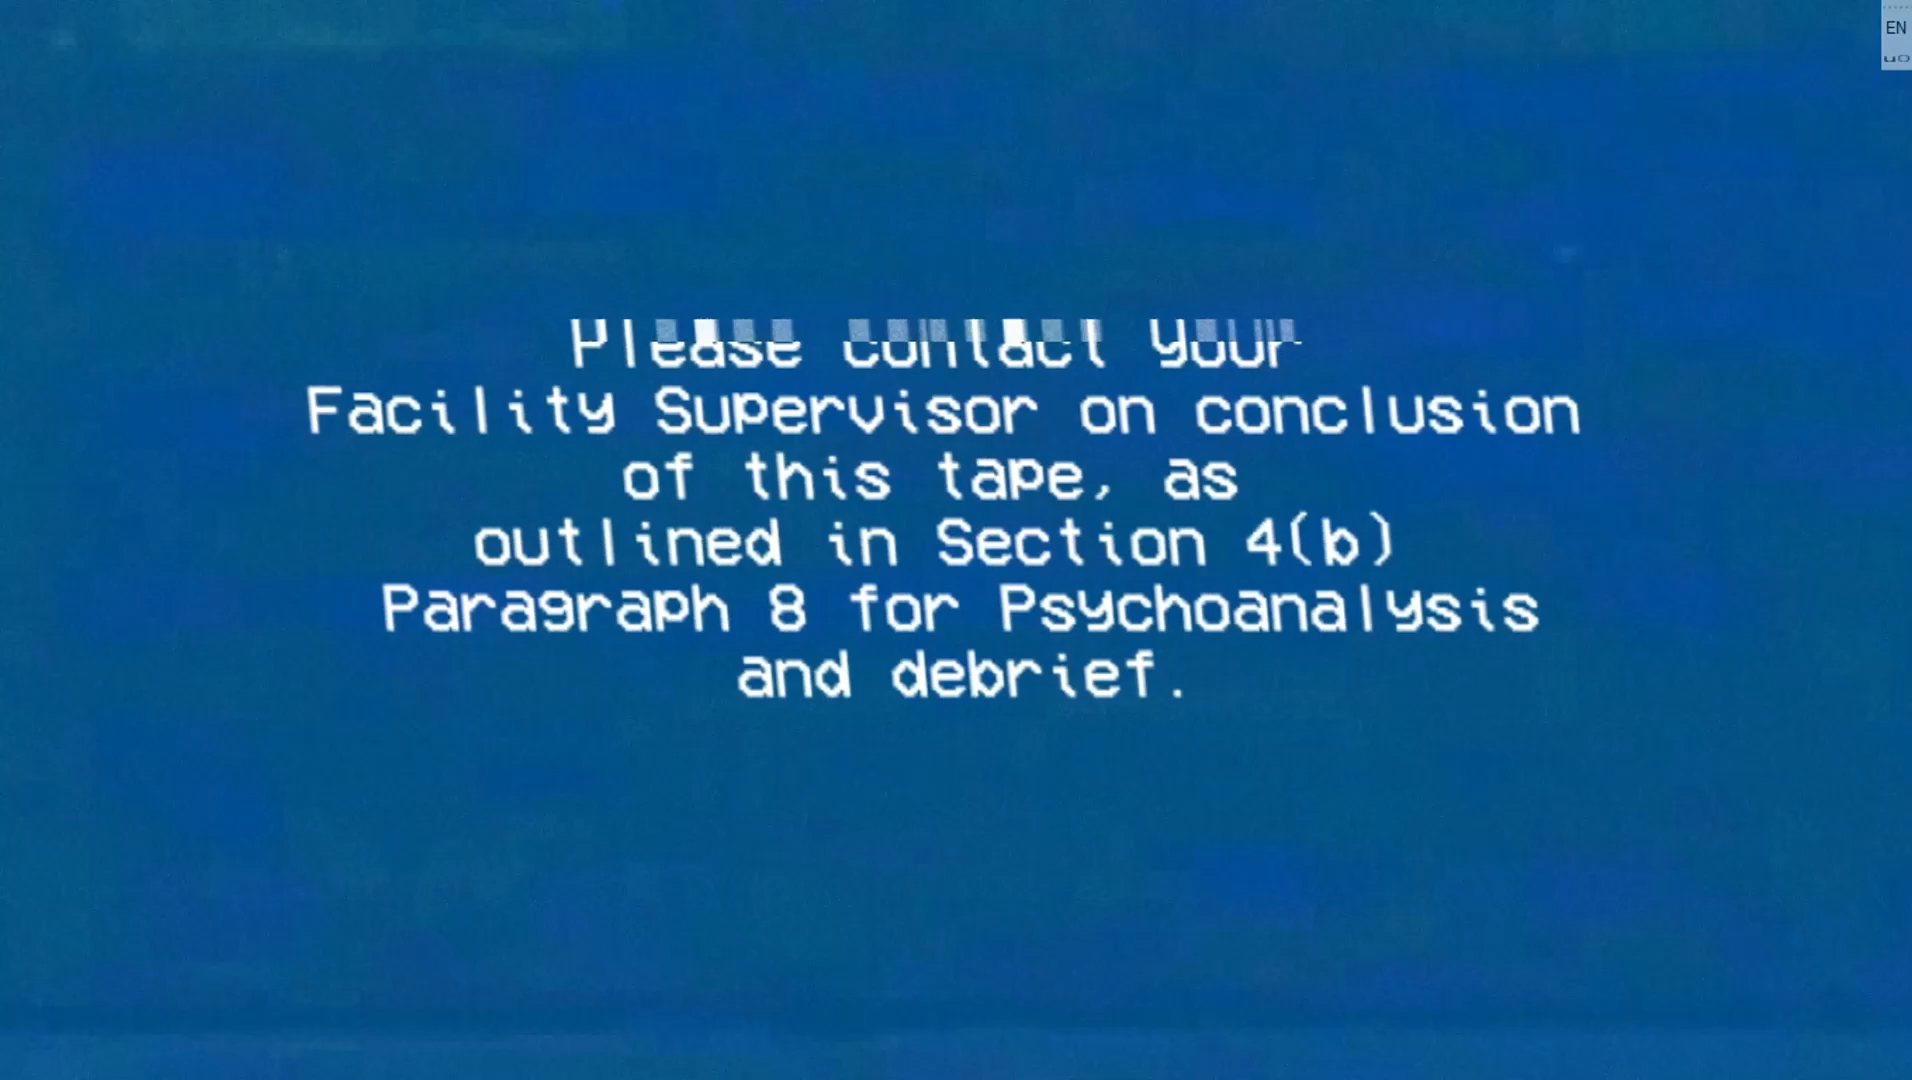 EN
Please contact your
Facility Supervisor on conclusion
of this tape, as
outlined in Section 4(b)
Paragraph 8 for Psychoanalysis
and debrief.